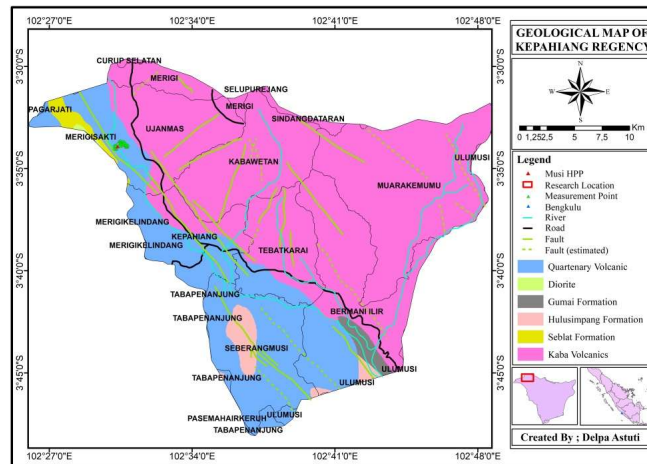 102°27'0"E 102°34'0"E 102°41'0"E 102°48'0"E
3°30'0"S
3°35'0"S
3°40'0"S
3°45'0"S
CURUP SELATAN
MERIGI
SELUPUREJANG
MERIGI
PAGARJATI
SINDANGDATARAN
UJANMAS
MERIGISAKTI
KABAWETAN
ULUMUSI
MUARAKEMUMU
MERIGIKELINDANG
KEPAHIANG
MERIGIKELINDANG
TEBATKARAI
TABAPENANJUNG
BERMANI ILIR
TABAPENANJUNG
SEBERANGMUSI
ULUMUSI
TABAPENANJUNG
ULUMUSI
ULUMUSI
PASEMAHAIRKERUH
TABAPENANJUNG
3°30'0"S
3°35'0"S
3°40'0"S
3°45'0"S
102°27'0"E 102°34'0"E 102°41'0"E 102°48'0"E
GEOLOGICAL MAP OF
KEPAHIANG REGENCY
N
W E
S
0 1,252,5 5 7,5 10
Km
Legend
Musi HPP
Research Location
Measurement Point
Bengkulu
River
Road
Fault
Fault (estimated)
Quartenary Volcanic
Diorite
Gumai Formation
Hulusimpang Formation
Seblat Formation
Kaba Volcanics
Created By ; Delpa Astuti